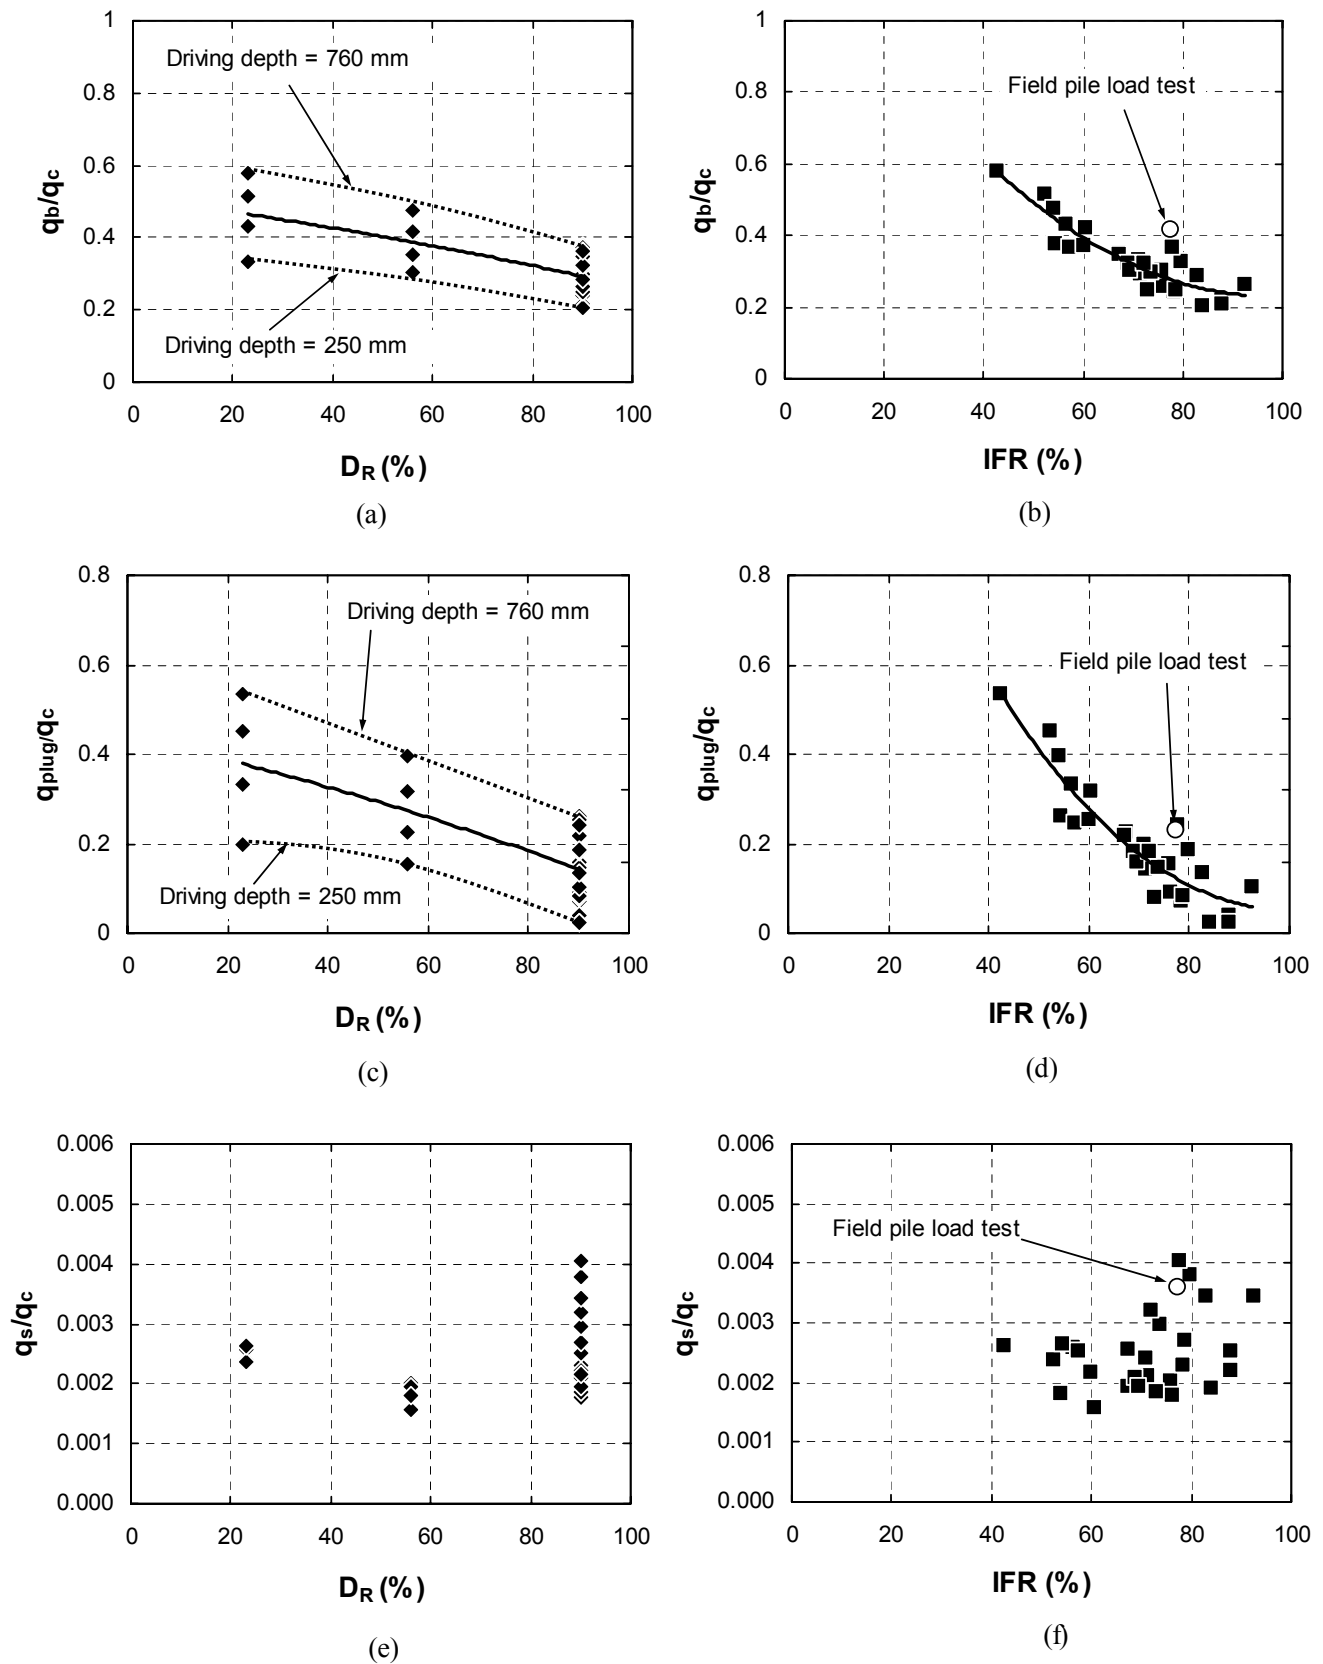 1
0.8
0.6
0.4
0.2
0
qb/qc
Driving depth = 760 mm
Driving depth = 250 mm
0 20 40 60 80 100
DR (%)
(a)
1
0.8
0.6
0.4
0.2
0
qb/qc
Field pile load test
0 20 40 60 80 100
IFR (%)
(b)
0.8
0.6
0.4
0.2
0
qplug/qc
Driving depth = 760 mm
Driving depth = 250 mm
0 20 40 60 80 100
DR (%)
(c)
0.8
0.6
0.4
0.2
0
qplug/qc
Field pile load test
0 20 40 60 80 100
IFR (%)
(d)
0.006
0.005
0.004
0.003
0.002
0.001
0.000
qs/qc
0 20 40 60 80 100
DR (%)
(e)
0.006
0.005
0.004
0.003
0.002
0.001
0.000
qs/qc
Field pile load test
0 20 40 60 80 100
IFR (%)
(f)